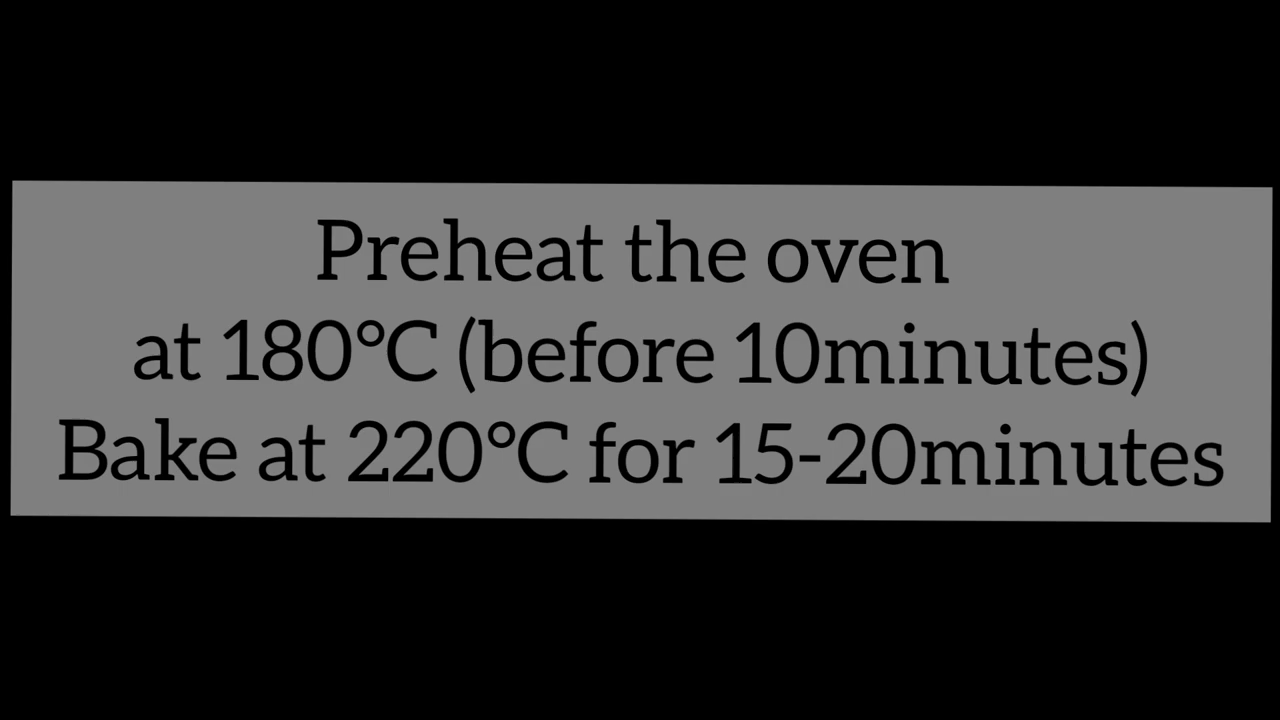 Preheat the oven
at 180°C (before 10minutes)
Bake at 220°C for 15-20minutes